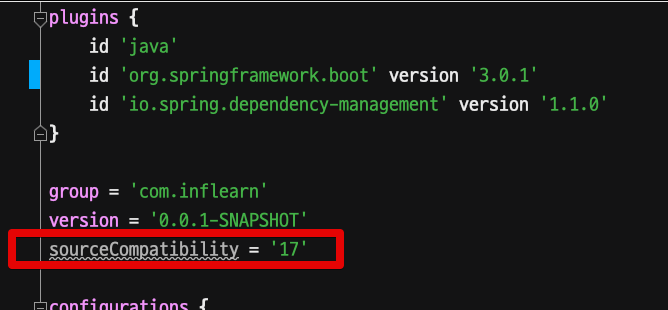 plugins {
id 'java'
id 'org.springframework.boot' version '3.0.1'
id 'io.spring.dependency-management' version '1.1.0'
}
group = 'com.inflearn'
version = '0.0.1-SNAPSHOT'
sourceCompatibility = '17'
configurations {